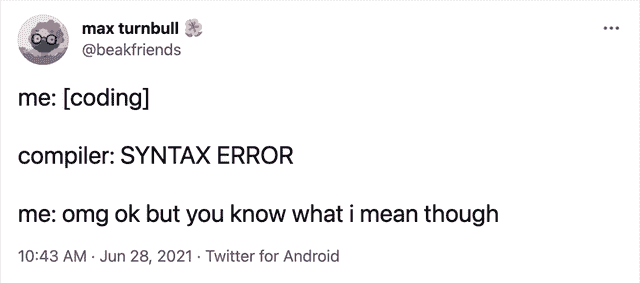 max turnbull
@beakfriends
me: [coding]
compiler: SYNTAX ERROR
me: omg ok but you know what i mean though
10:43 AM · Jun 28, 2021 · Twitter for Android